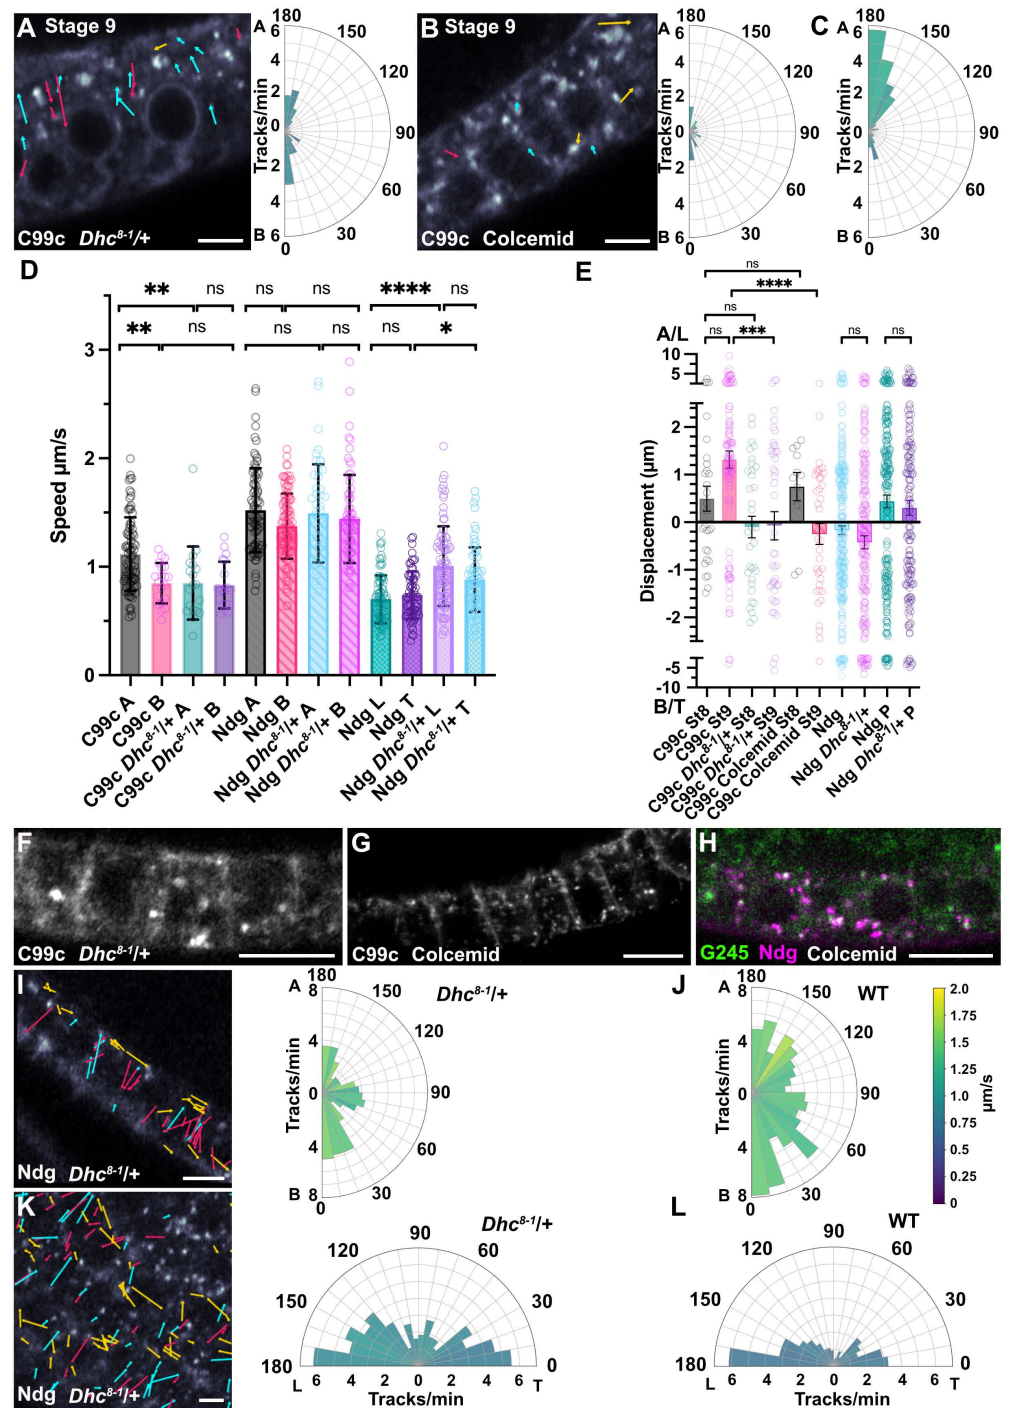 A Stage 9
C99c Dhc8-1/+
A 6
4
2
0
2
4
B 6
Tracks/min
180
150
120
90
60
30
0
B Stage 9
C99c Colcemid
A 6
4
2
0
2
4
B 6
Tracks/min
180
150
120
90
60
30
0
C
A 6
4
2
0
2
4
B 6
Tracks/min
180
150
120
90
60
30
0
D
** ns ns ns **** ns
** ns ns ns ns *
Speed µm/s
3
2
1
0
C99c A
C99c B
C99c Dhc8-1/+ A
C99c Dhc8-1/+ B
Ndg A
Ndg B
Ndg Dhc8-1/+ A
Ndg Dhc8-1/+ B
Ndg L
Ndg T
Ndg Dhc8-1/+ L
Ndg Dhc8-1/+ T
E
ns
****
ns
ns *** ns ns
A/L
10
5
2
1
0
-1
-2
-5
-10
B/T
Displacement (µm)
C99c St8
C99c St9
C99c Dhc8-1/+ St8
C99c Dhc8-1/+ St9
C99c Colcemid St8
C99c Colcemid St9
Ndg
Ndg Dhc8-1/+
Ndg P
Ndg Dhc8-1/+ P
F
C99c Dhc8-1/+
G
C99c Colcemid
H
G245 Ndg Colcemid
I
Ndg Dhc8-1/+
Dhc8-1/+
A 8
4
0
4
B 8
Tracks/min
180
150
120
90
60
30
0
J
WT
A 8
4
0
4
B 8
Tracks/min
180
150
120
90
60
30
0
2.0
1.75
1.5
1.25
1.0
0.75
0.5
0.25
0
µm/s
K
Ndg Dhc8-1/+
Dhc8-1/+
90
120 60
150 30
180 0
L 6 4 2 0 2 4 6 T
Tracks/min
L
WT
90
120 60
150 30
180 0
L 6 4 2 0 2 4 6 T
Tracks/min